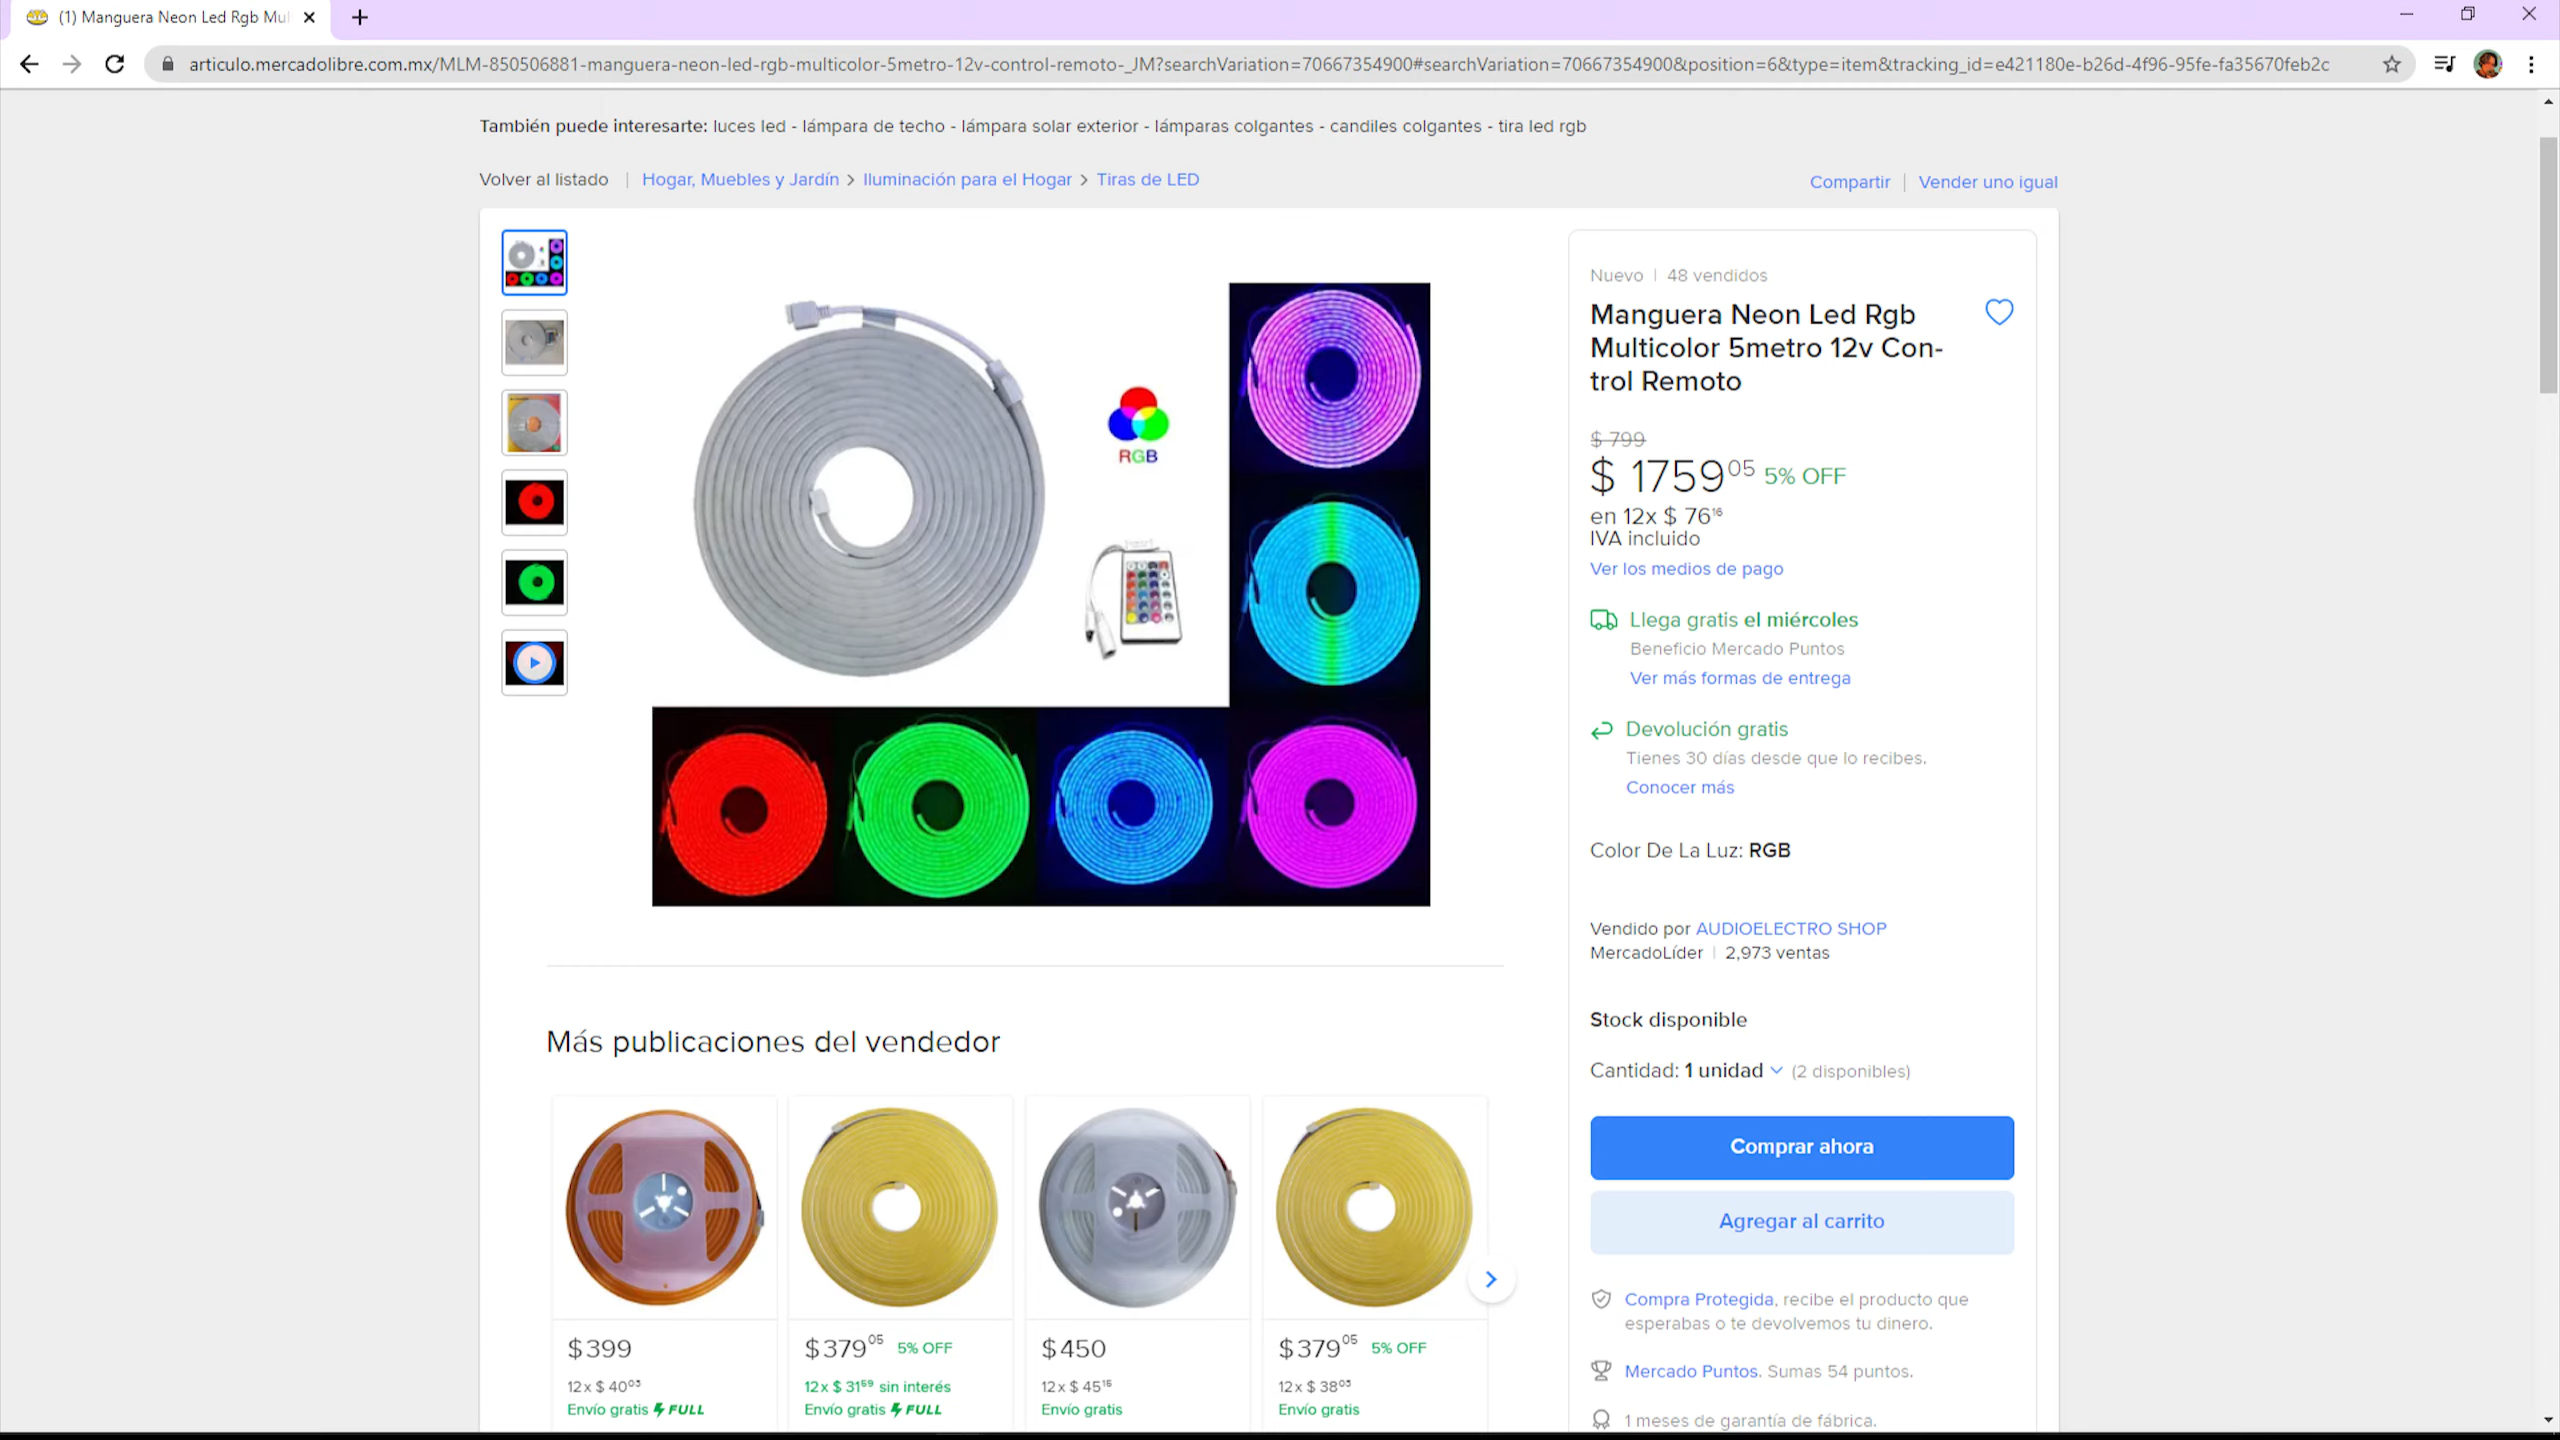 (1) Manguera Neon Led Rgb Mul
articulo.mercadolibre.com.mx/MLM-850506881-manguera-neon-led-rgb-multicolor-5metro-12v-control-remoto-_JM?searchVariation=70667354900#searchVariation=70667354900&position=6&type=item&tracking_id=e421180e-b26d-4f96-95fe-fa35670feb2c
También puede interesarte: luces led - lámpara de techo - lámpara solar exterior - lámparas colgantes - candiles colgantes - tira led rgb
Volver al listado | Hogar, Muebles y Jardín > Iluminación para el Hogar > Tiras de LED
Compartir | Vender uno igual
RGB
Nuevo | 48 vendidos
Manguera Neon Led Rgb
Multicolor 5metro 12v Con-
trol Remoto
$ 799
$ 1759 05 5% OFF
en 12x $ 76 16
IVA incluido
Ver los medios de pago
Llega gratis el miércoles
Beneficio Mercado Puntos
Ver más formas de entrega
Devolución gratis
Tienes 30 días desde que lo recibes.
Conocer más
Color De La Luz: RGB
Vendido por AUDIOELECTRO SHOP
MercadoLíder | 2,973 ventas
Stock disponible
Cantidad: 1 unidad (2 disponibles)
Comprar ahora
Agregar al carrito
Compra Protegida, recibe el producto que
esperabas o te devolvemos tu dinero.
Mercado Puntos. Sumas 54 puntos.
1 meses de garantía de fábrica.
Más publicaciones del vendedor
$ 399
12x $ 40 03
Envío gratis FULL
$ 379 05 5% OFF
12x $ 31 59 sin interés
Envío gratis FULL
$ 450
12x $ 45 15
Envío gratis
$ 379 05 5% OFF
12x $ 38 03
Envío gratis